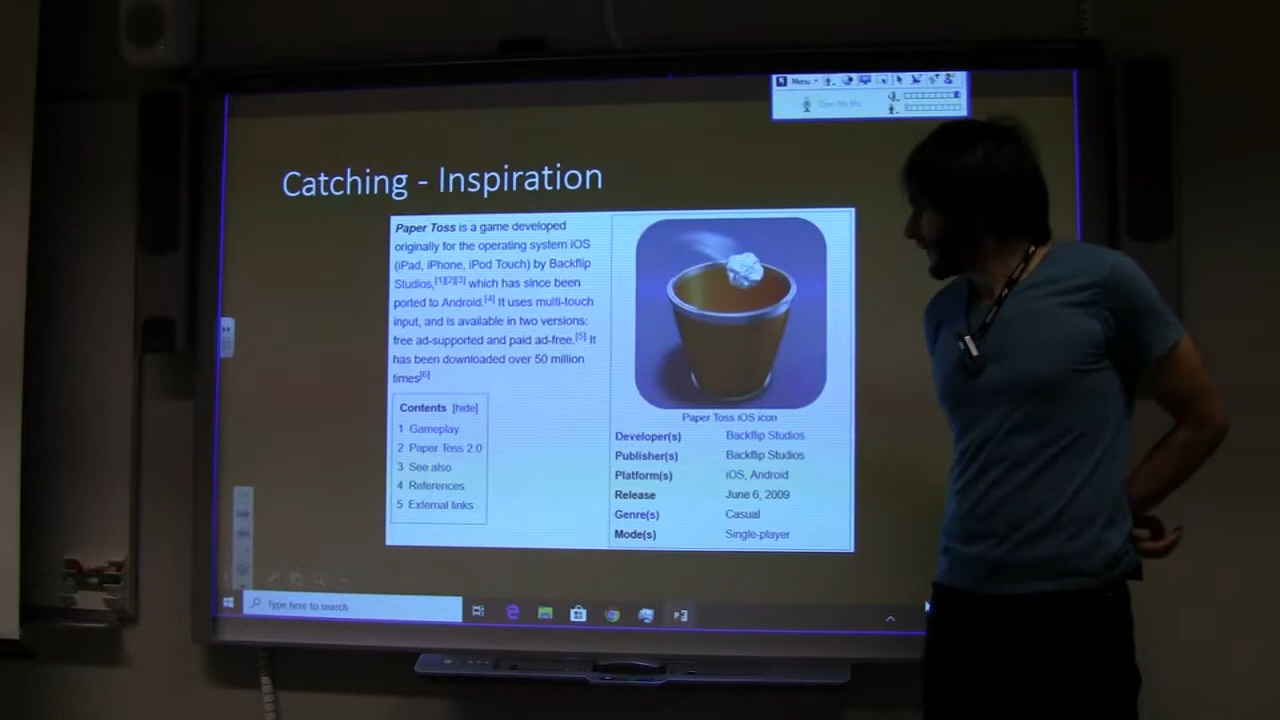 Menu
Catching - Inspiration
Paper Toss is a game developed
originally for the operating system iOS
(iPad, iPhone, iPod Touch) by Backflip
Studios,[1][2][3] which has since been
ported to Android.[4] It uses multi-touch
input, and is available in two versions:
free ad-supported and paid ad-free.[5] It
has been downloaded over 50 million
times[6]
Contents [hide]
1 Gameplay
2 Paper Toss 2.0
3 See also
4 References
5 External links
Paper Toss iOS icon
Developer(s) Backflip Studios
Publisher(s) Backflip Studios
Platform(s) iOS, Android
Release June 6, 2009
Genre(s) Casual
Mode(s) Single-player
Type here to search